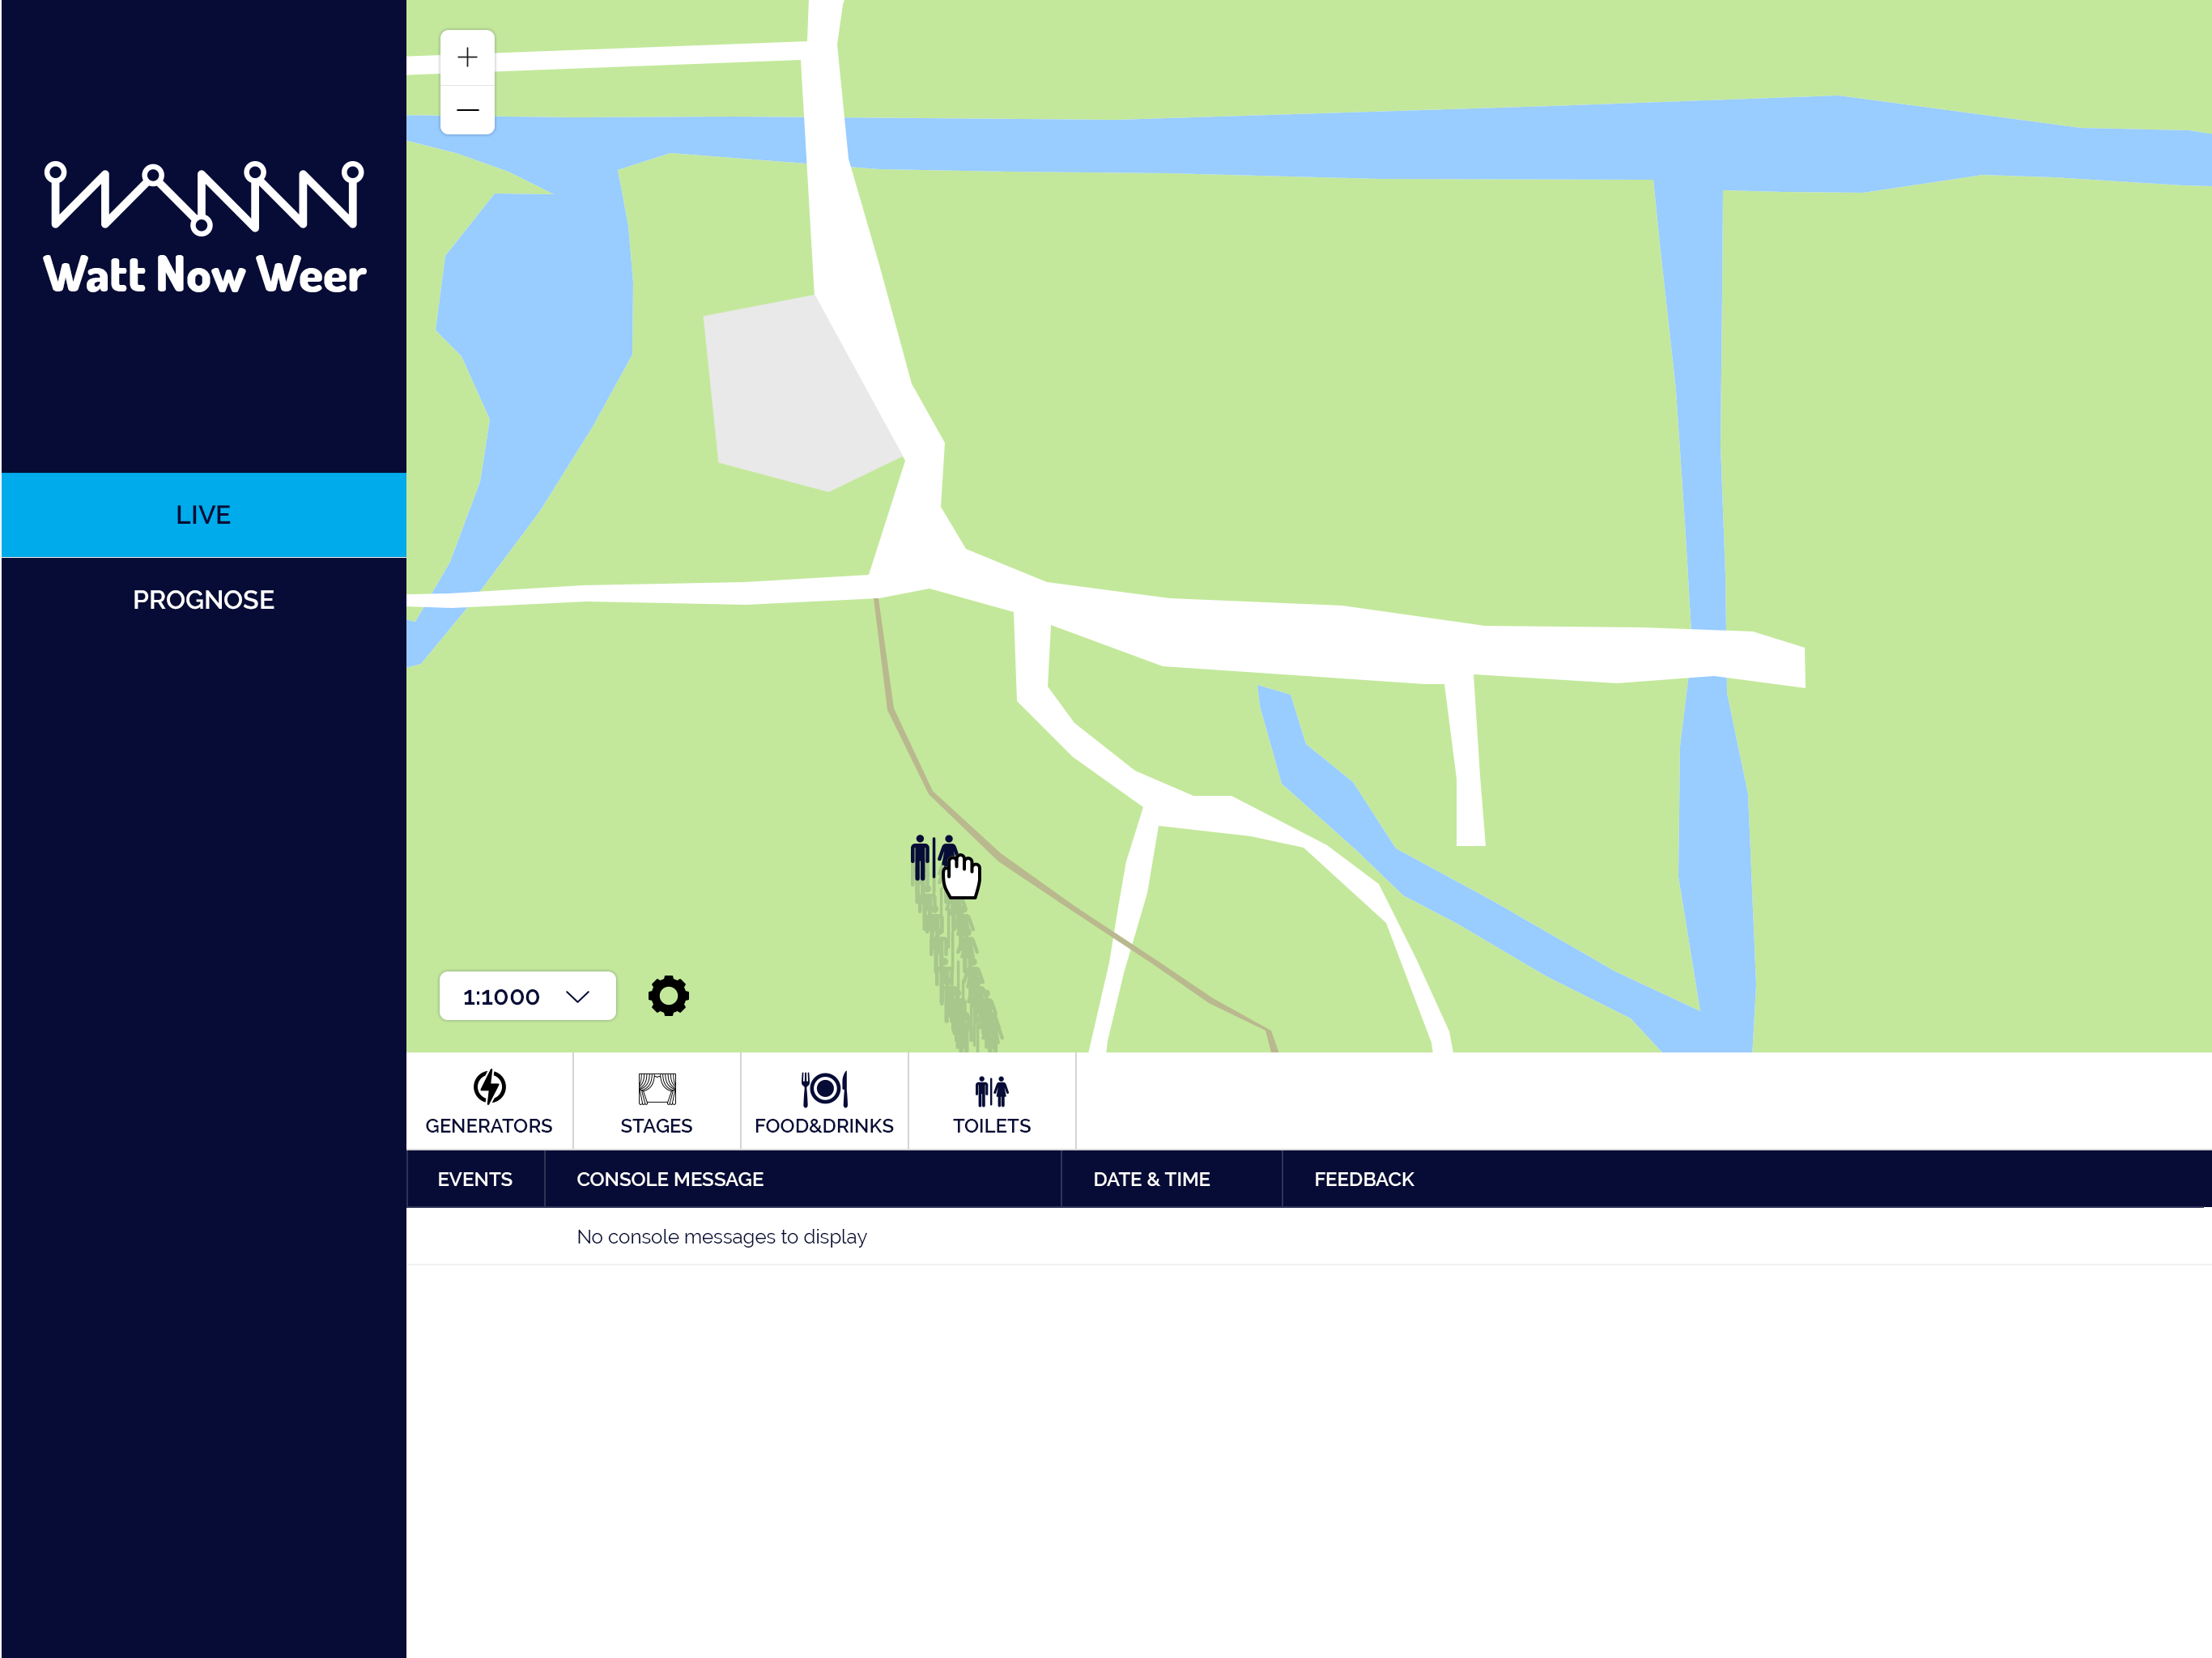 Watt Now Weer
LIVE
PROGNOSE
1:1000
GENERATORS
STAGES
FOOD&DRINKS
TOILETS
EVENTS
CONSOLE MESSAGE
DATE & TIME
FEEDBACK
No console messages to display